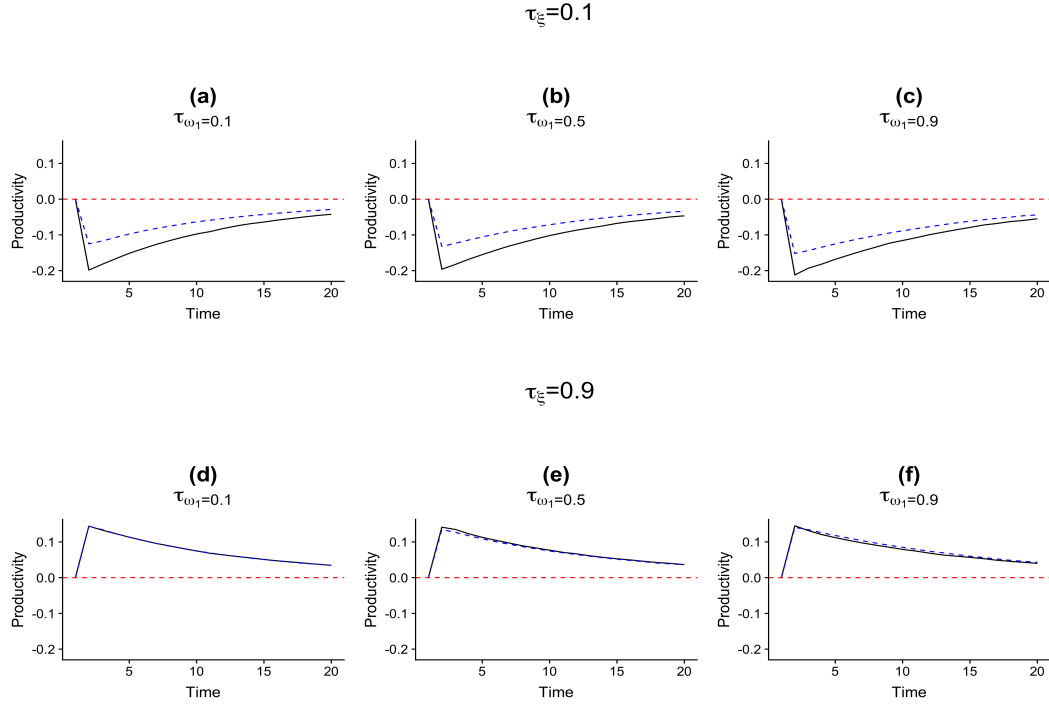 τξ=0.1
(a)
τω1=0.1
Productivity
0.1
0.0
-0.1
-0.2
5
10
15
20
Time
(b)
τω1=0.5
Productivity
0.1
0.0
-0.1
-0.2
5
10
15
20
Time
(c)
τω1=0.9
Productivity
0.1
0.0
-0.1
-0.2
5
10
15
20
Time
τξ=0.9
(d)
τω1=0.1
Productivity
0.1
0.0
-0.1
-0.2
5
10
15
20
Time
(e)
τω1=0.5
Productivity
0.1
0.0
-0.1
-0.2
5
10
15
20
Time
(f)
τω1=0.9
Productivity
0.1
0.0
-0.1
-0.2
5
10
15
20
Time